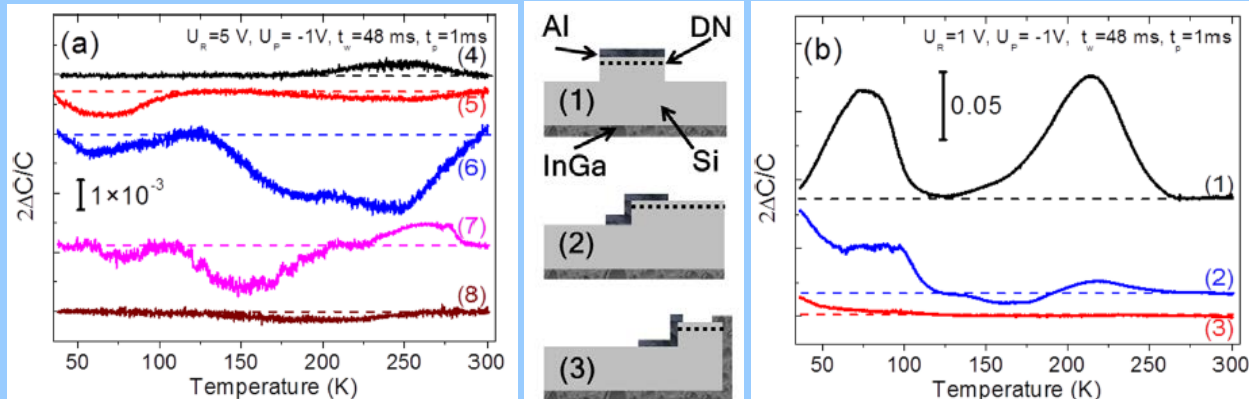 (a) U_R=5 V, U_P= -1V, t_w=48 ms, t_p=1ms
(4)
(5)
(6)
1×10⁻³
(7)
(8)
2ΔC/C
50 100 150 200 250 300
Temperature (K)
Al DN
(1)
InGa Si
(2)
(3)
(b) U_R=1 V, U_P= -1V, t_w=48 ms, t_p=1ms
0.05
(1)
(2)
(3)
2ΔC/C
50 100 150 200 250 300
Temperature (K)